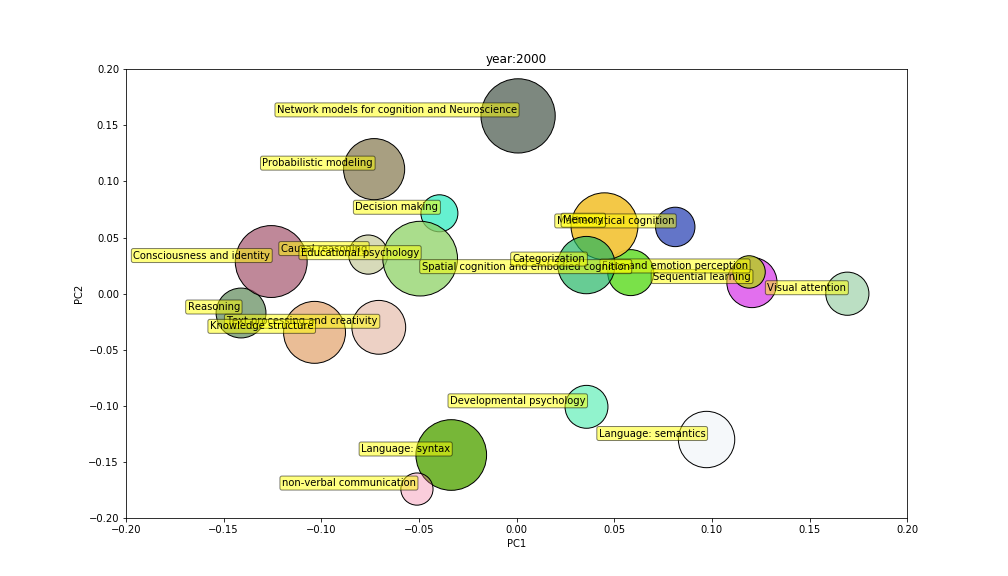 year:2000
0.20
0.15
0.10
0.05
0.00
−0.05
−0.10
−0.15
−0.20
PC2
Network models for cognition and Neuroscience
Probabilistic modeling
Decision making
Memory
cognition
Consciousness and identity
Educational psychology
Categorization
Spatial cognition and embodied cognition
and emotion perception
Sequential learning
Visual attention
Reasoning
Text processing and creativity
Knowledge structure
Developmental psychology
Language: semantics
Language: syntax
non-verbal communication
−0.20 −0.15 −0.10 −0.05 0.00 0.05 0.10 0.15 0.20
PC1